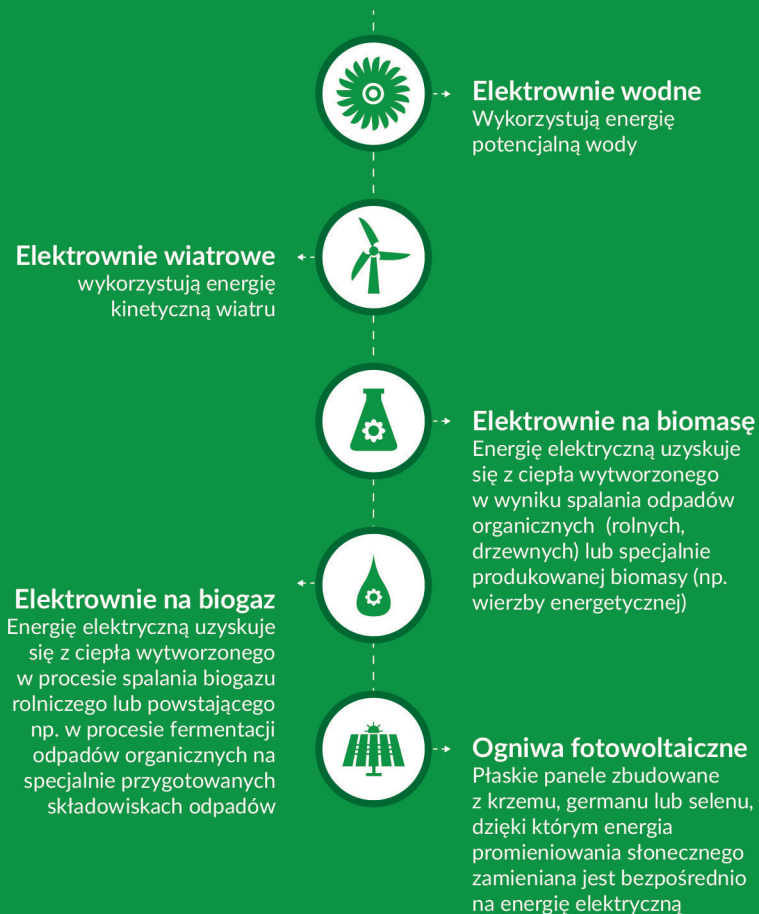 Elektrownie wodne
Wykorzystują energię
potencjalną wody
Elektrownie wiatrowe
wykorzystują energię
kinetyczną wiatru
Elektrownie na biomasę
Energię elektryczną uzyskuje
się z ciepła wytworzonego
w wyniku spalania odpadów
organicznych (rolnych,
drzewnych) lub specjalnie
produkowanej biomasy (np.
wierzby energetycznej)
Elektrownie na biogaz
Energię elektryczną uzyskuje
się z ciepła wytworzonego
w procesie spalania biogazu
rolniczego lub powstającego
np. w procesie fermentacji
odpadów organicznych na
specjalnie przygotowanych
składowiskach odpadów
Ogniwa fotowoltaiczne
Płaskie panele zbudowane
z krzemu, germanu lub selenu,
dzięki którym energia
promieniowania słonecznego
zamieniana jest bezpośrednio
na energię elektryczną